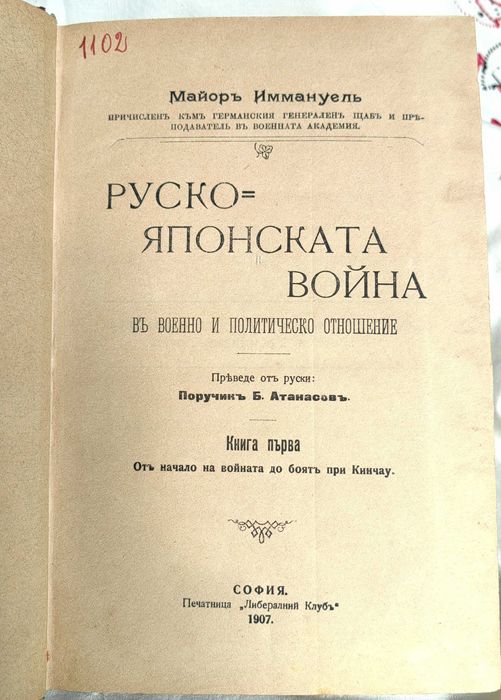 1102
Майоръ Иммануель
ПРИЧИСЛЕНЪ КЪМЪ ГЕРМАНСКИЯ ГЕНЕРАЛЕНЪ ЩАБЪ И ПРѢ-
ПОДАВАТЕЛЬ ВЪ ВОЕННАТА АКАДЕМИЯ.
РУСКО=
ЯПОНСКАТА
ВОЙНА
ВЪ ВОЕННО И ПОЛИТИЧЕСКО ОТНОШЕНИЕ
Прѣведе отъ руски:
Поручикъ Б. Атанасовъ.
Книга първа
Отъ начало на войната до боятъ при Кинчау.
СОФИЯ.
Печатница „Либералний Клубъ“
1907.